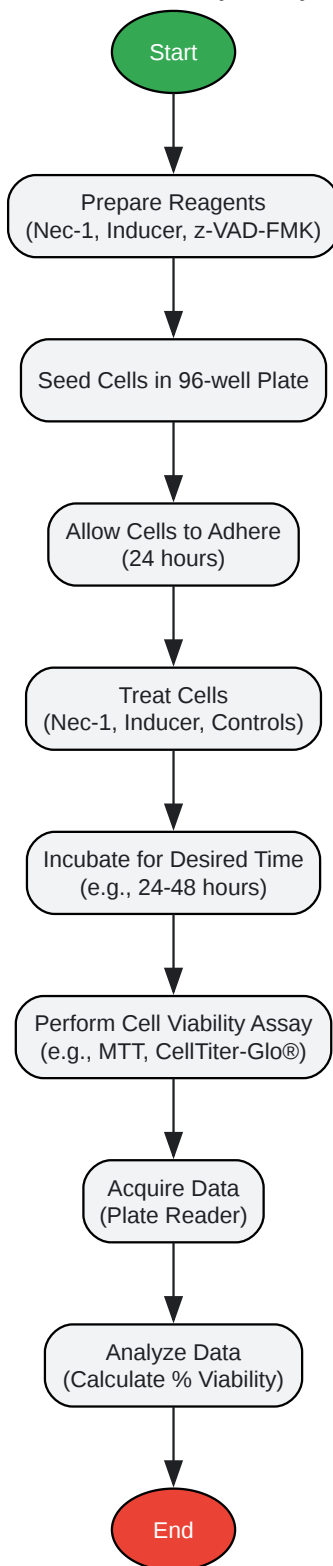 Start
Prepare Reagents
(Nec-1, Inducer, z-VAD-FMK)
Seed Cells in 96-well Plate
Allow Cells to Adhere
(24 hours)
Treat Cells
(Nec-1, Inducer, Controls)
Incubate for Desired Time
(e.g., 24-48 hours)
Perform Cell Viability Assay
(e.g., MTT, CellTiter-Glo®)
Acquire Data
(Plate Reader)
Analyze Data
(Calculate % Viability)
End